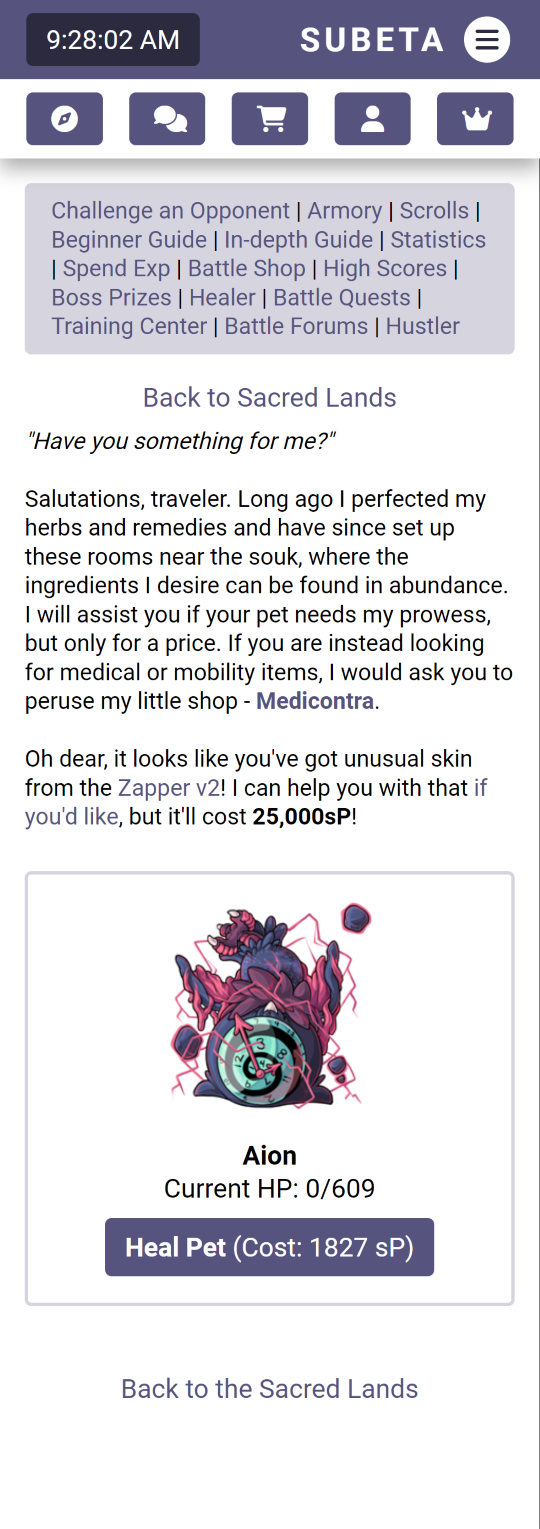 9:28:02 AM
SUBETA
Challenge an Opponent | Armory | Scrolls |
Beginner Guide | In-depth Guide | Statistics
| Spend Exp | Battle Shop | High Scores |
Boss Prizes | Healer | Battle Quests |
Training Center | Battle Forums | Hustler
Back to Sacred Lands
"Have you something for me?"
Salutations, traveler. Long ago I perfected my
herbs and remedies and have since set up
these rooms near the souk, where the
ingredients I desire can be found in abundance.
I will assist you if your pet needs my prowess,
but only for a price. If you are instead looking
for medical or mobility items, I would ask you to
peruse my little shop - Medicontra.
Oh dear, it looks like you've got unusual skin
from the Zapper v2! I can help you with that if
you'd like, but it'll cost 25,000sP!
Aion
Current HP: 0/609
Heal Pet (Cost: 1827 sP)
Back to the Sacred Lands